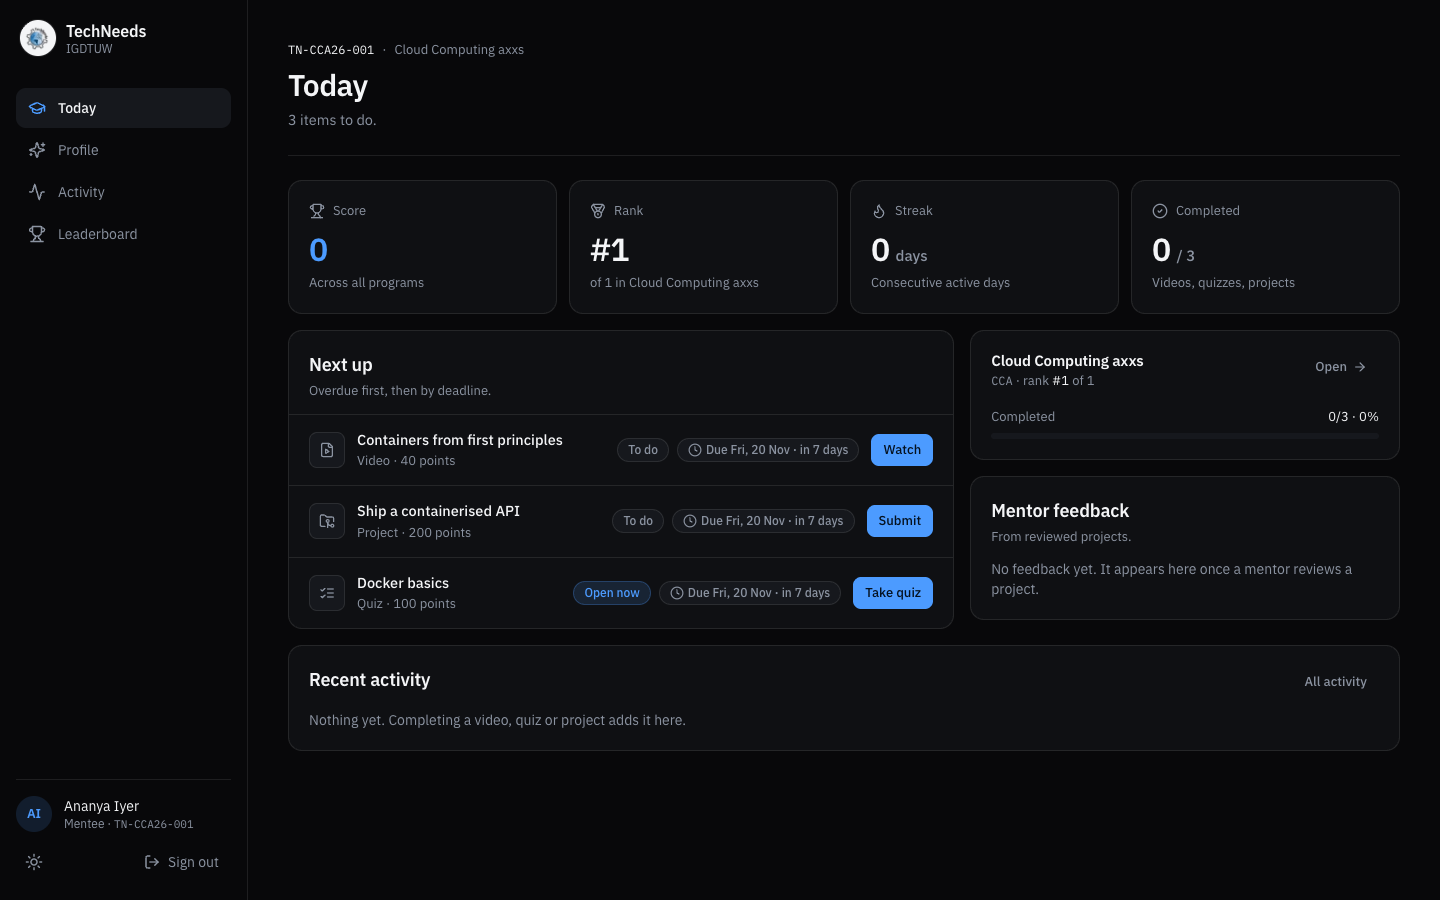 TechNeeds
IGDTUW
Today
Profile
Activity
Leaderboard
Ananya Iyer
AI
Mentee · TN-CCA26-001
Sign out
TN-CCA26-001 · Cloud Computing axxs
Today
3 items to do.
Score
0
Across all programs
Rank
#1
of 1 in Cloud Computing axxs
Streak
0 days
Consecutive active days
Completed
0 / 3
Videos, quizzes, projects
Next up
Overdue first, then by deadline.
Containers from first principles
Video · 40 points
To do
Due Fri, 20 Nov · in 7 days
Watch
Ship a containerised API
Project · 200 points
To do
Due Fri, 20 Nov · in 7 days
Submit
Docker basics
Quiz · 100 points
Open now
Due Fri, 20 Nov · in 7 days
Take quiz
Cloud Computing axxs
CCA · rank #1 of 1
Open →
Completed
0/3 · 0%
Mentor feedback
From reviewed projects.
No feedback yet. It appears here once a mentor reviews a
project.
Recent activity
All activity
Nothing yet. Completing a video, quiz or project adds it here.